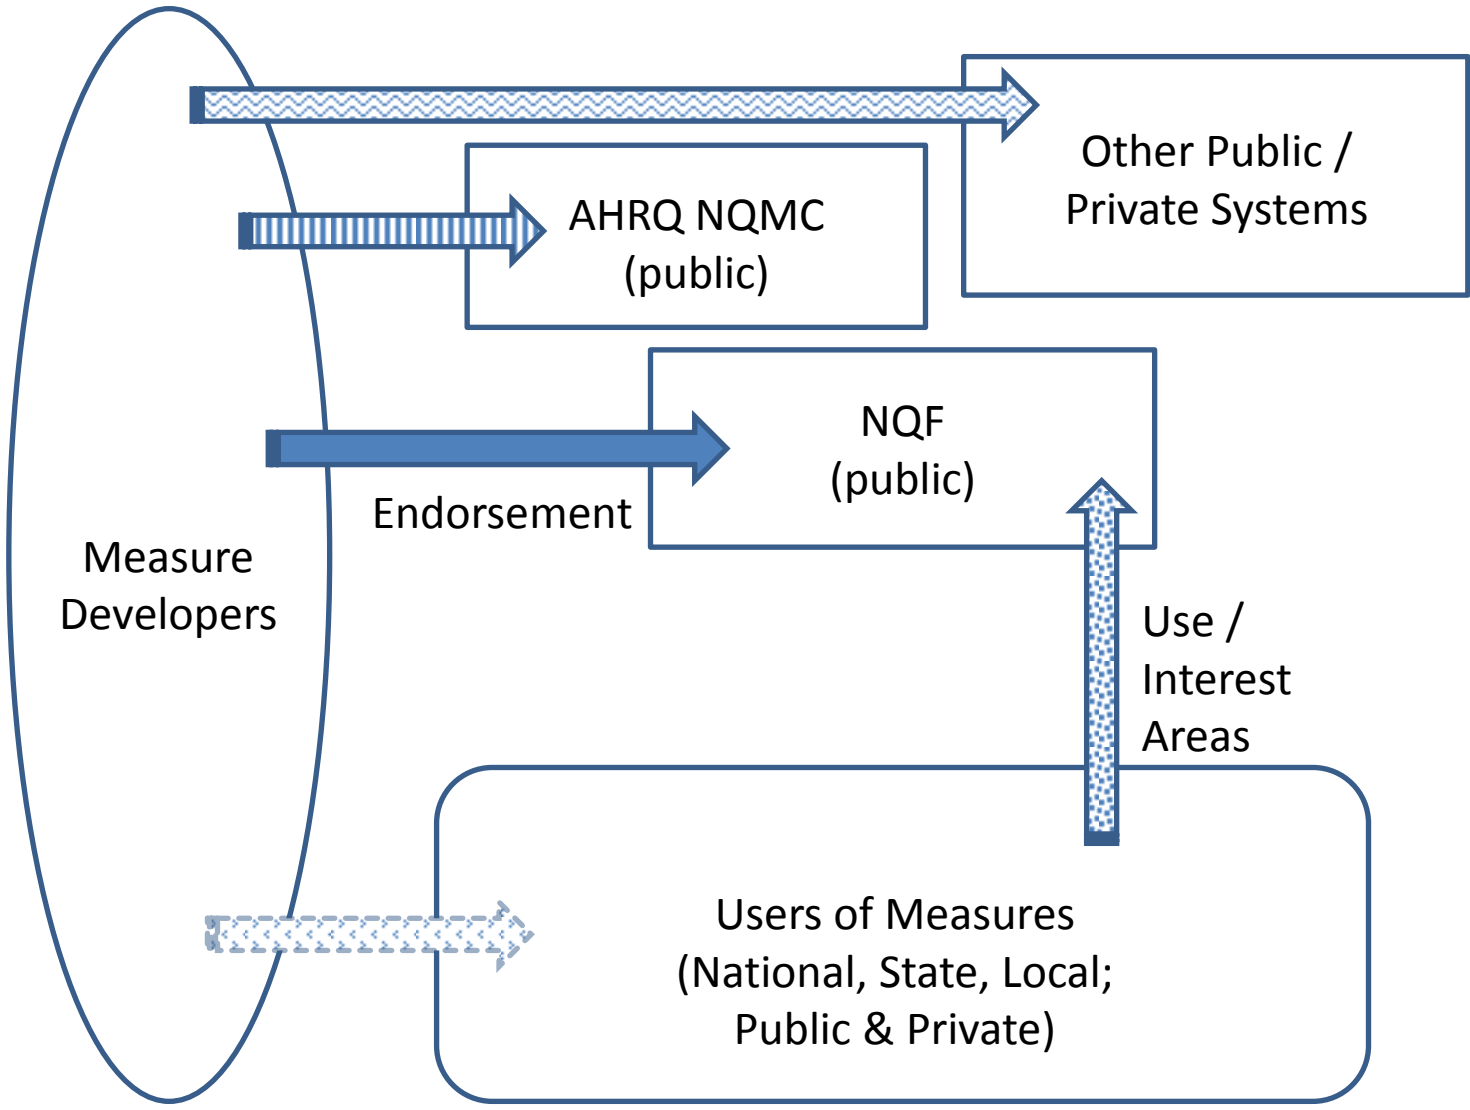 Other Public /
Private Systems
AHRQ NQMC
(public)
NQF
(public)
Endorsement
Measure
Developers
Use /
Interest
Areas
Users of Measures
(National, State, Local;
Public & Private)